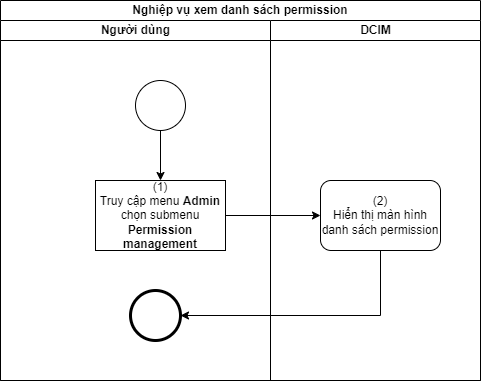 Nghiệp vụ xem danh sách permission
Người dùng
DCIM
(1)
Truy cập menu Admin
chọn submenu
Permission
management
(2)
Hiển thị màn hình
danh sách permission